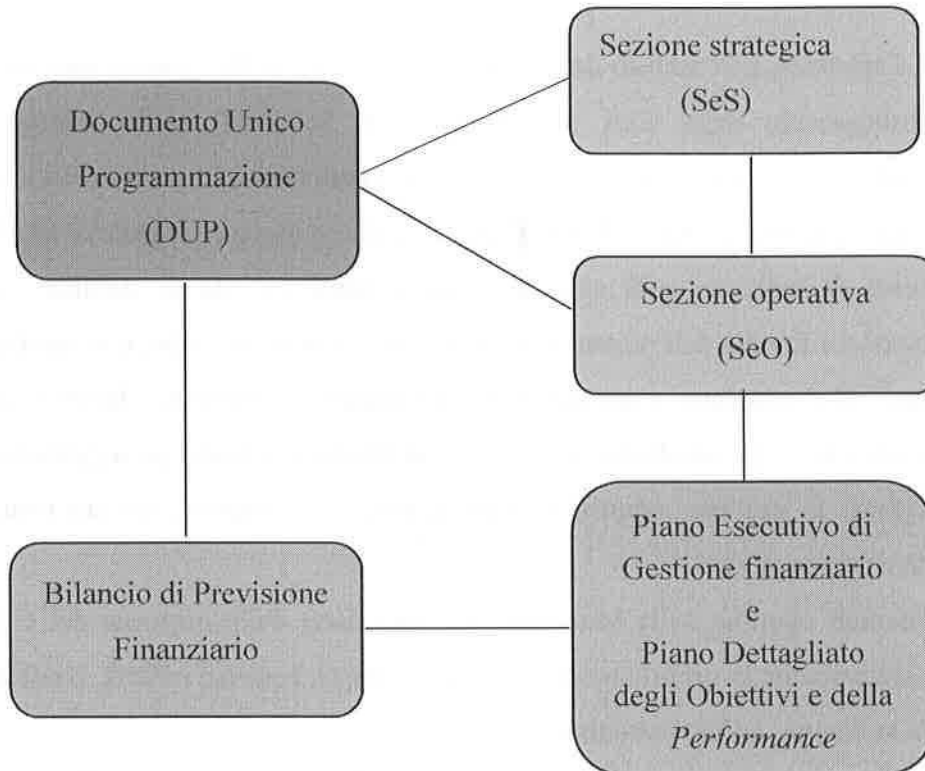 Documento Unico
Programmazione
(DUP)
Sezione strategica
(SeS)
Sezione operativa
(SeO)
Bilancio di Previsione
Finanziario
Piano Esecutivo di
Gestione finanziario
e
Piano Dettagliato
degli Obiettivi e della
Performance